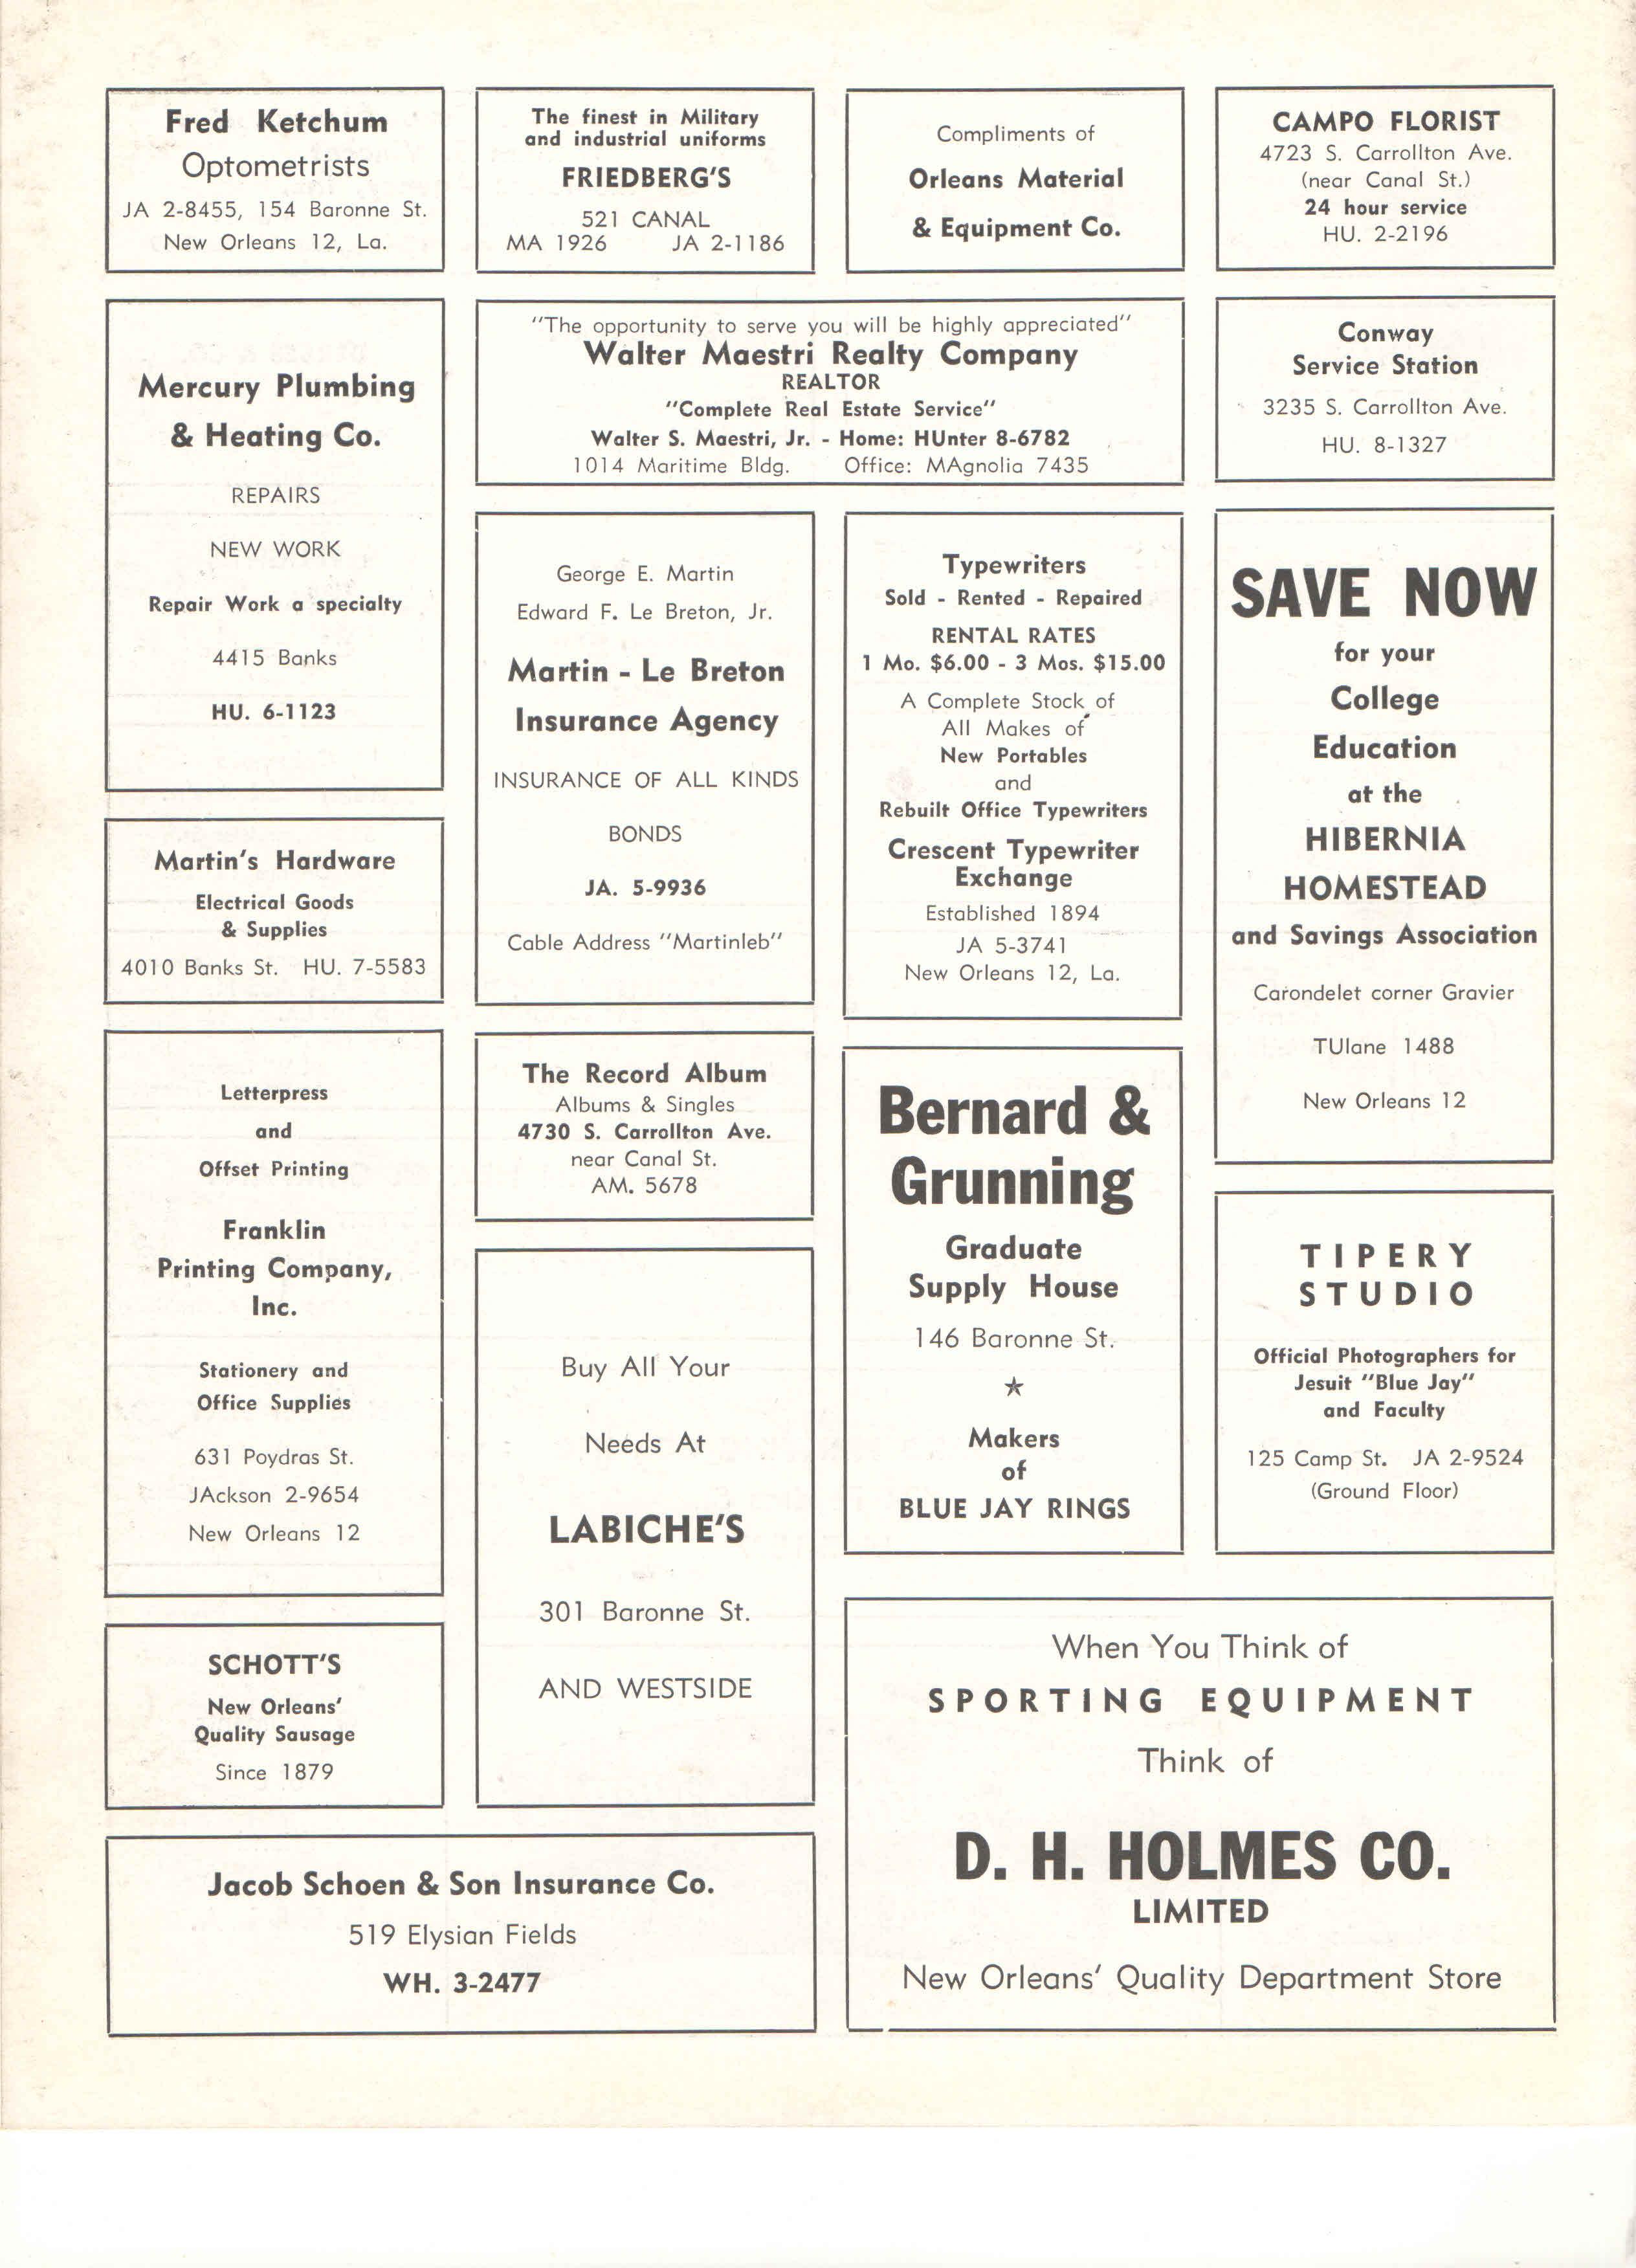 Fred Ketchum
Optometrists
JA 2-8455, 154 Baronne St.
New Orleans 12, La.
The finest in Military
and industrial uniforms
FRIEDBERG'S
521 CANAL
MA 1926 JA 2-1186
Compliments of
Orleans Material
& Equipment Co.
CAMPO FLORIST
4723 S. Carrollton Ave.
(near Canal St.)
24 hour service
HU. 2-2196
Mercury Plumbing
& Heating Co.
REPAIRS
NEW WORK
Repair Work a specialty
4415 Banks
HU. 6-1123
"The opportunity to serve you will be highly appreciated"
Walter Maestri Realty Company
REALTOR
"Complete Real Estate Service"
Walter S. Maestri, Jr. - Home: HUnter 8-6782
1014 Maritime Bldg. Office: MAgnolia 7435
Conway
Service Station
3235 S. Carrollton Ave.
HU. 8-1327
George E. Martin
Edward F. Le Breton, Jr.
Martin - Le Breton
Insurance Agency
INSURANCE OF ALL KINDS
BONDS
JA. 5-9936
Cable Address "Martinleb"
Typewriters
Sold - Rented - Repaired
RENTAL RATES
1 Mo. $6.00 - 3 Mos. $15.00
A Complete Stock of
All Makes of
New Portables
and
Rebuilt Office Typewriters
Crescent Typewriter
Exchange
Established 1894
JA 5-3741
New Orleans 12, La.
SAVE NOW
for your
College
Education
at the
HIBERNIA
HOMESTEAD
and Savings Association
Carondelet corner Gravier
TUlane 1488
New Orleans 12
Martin's Hardware
Electrical Goods
& Supplies
4010 Banks St. HU. 7-5583
Letterpress
and
Offset Printing
Franklin
Printing Company,
Inc.
Stationery and
Office Supplies
631 Poydras St.
JAckson 2-9654
New Orleans 12
The Record Album
Albums & Singles
4730 S. Carrollton Ave.
near Canal St.
AM. 5678
Bernard &
Grunning
Graduate
Supply House
146 Baronne St.
★
Makers
of
BLUE JAY RINGS
TIPERY
STUDIO
Official Photographers for
Jesuit "Blue Jay"
and Faculty
125 Camp St. JA 2-9524
(Ground Floor)
Buy All Your
Needs At
LABICHE'S
301 Baronne St.
AND WESTSIDE
SCHOTT'S
New Orleans'
Quality Sausage
Since 1879
When You Think of
SPORTING EQUIPMENT
Think of
D. H. HOLMES CO.
LIMITED
New Orleans' Quality Department Store
Jacob Schoen & Son Insurance Co.
519 Elysian Fields
WH. 3-2477